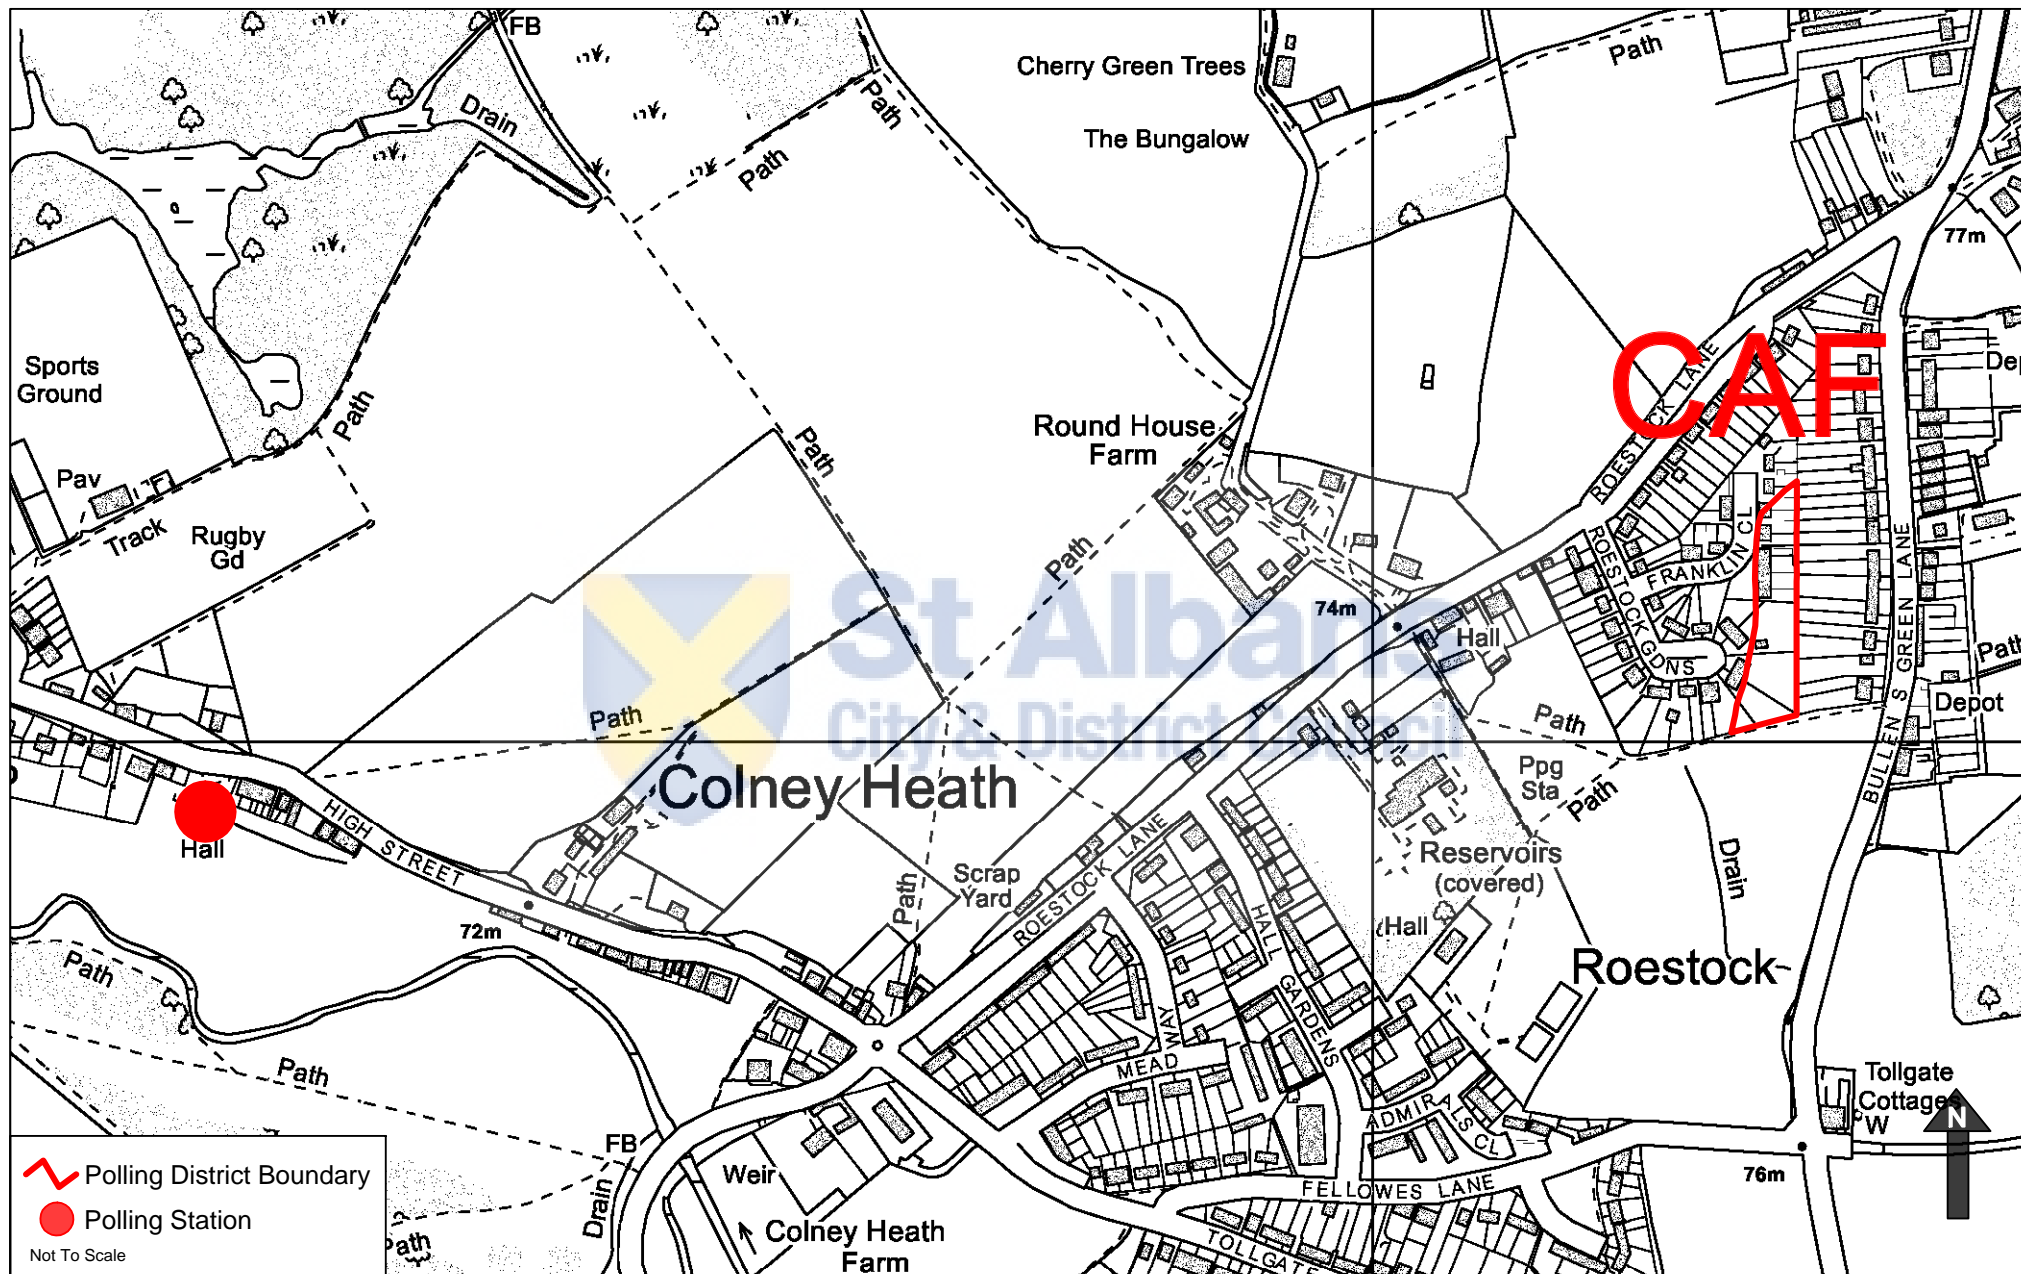 FB
Cherry Green Trees
Path
Path
Drain
The Bungalow
Path
77m
CAF
Sports
Ground
Path
Path
Round House
Farm
ROESTOCK LANE
Pav
Track
Rugby
Gd
Path
FRANKLIN CL
ROESTOCK GDNS
BULLEN S GREEN LANE
74m
Hall
St Albans
City & District Council
Path
Path
Path
Depot
Colney Heath
Ppg
Sta
Path
HIGH STREET
Hall
ROESTOCK LANE
Scrap
Yard
Path
Reservoirs
(covered)
Drain
72m
HALL GARDENS
Hall
Roestock
Path
Path
MEAD WAY
ADMIRALS CL
Tollgate
Cottages
W
N
FB
Weir
Drain
76m
FELLOWES LANE
Colney Heath
Farm
TOLLGATE
Path
Polling District Boundary
Polling Station
Not To Scale